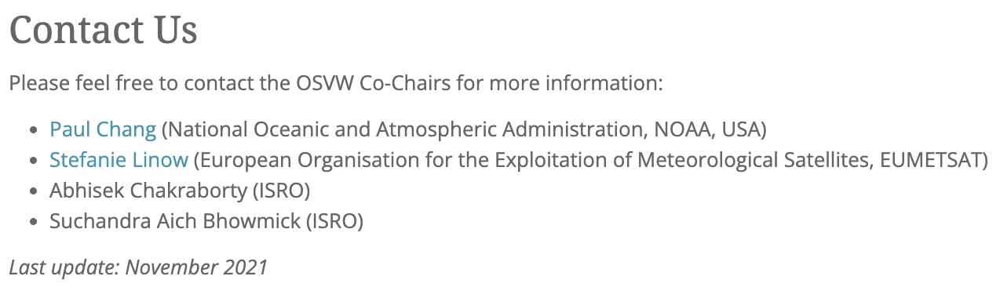 Contact Us
Please feel free to contact the OSVW Co-Chairs for more information:
• Paul Chang (National Oceanic and Atmospheric Administration, NOAA, USA)
• Stefanie Linow (European Organisation for the Exploitation of Meteorological Satellites, EUMETSAT)
• Abhisek Chakraborty (ISRO)
• Suchandra Aich Bhowmick (ISRO)
Last update: November 2021